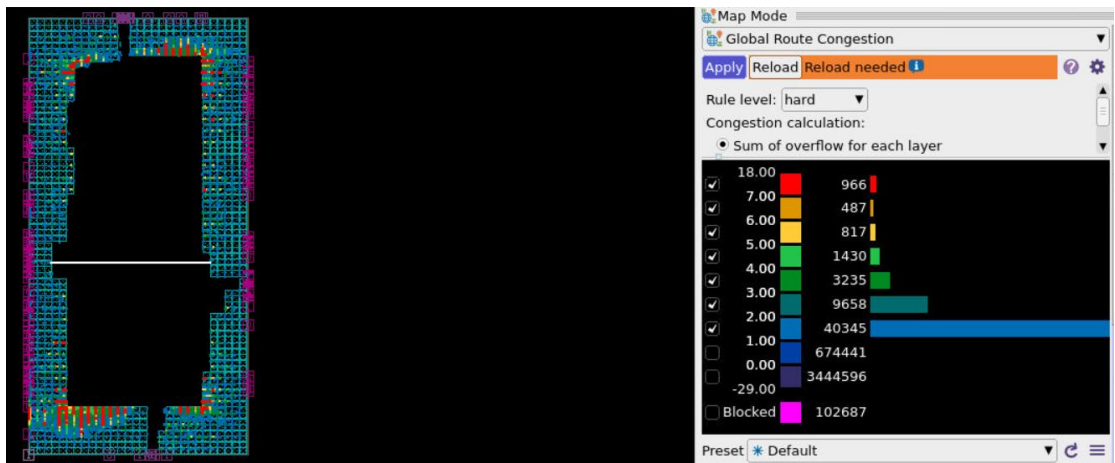 Map Mode
Global Route Congestion
Apply Reload Reload needed
Rule level: hard
Congestion calculation:
Sum of overflow for each layer
18.00
966
7.00
487
6.00
817
5.00
1430
4.00
3235
3.00
9658
2.00
40345
1.00
674441
0.00
3444596
-29.00
Blocked 102687
Preset Default